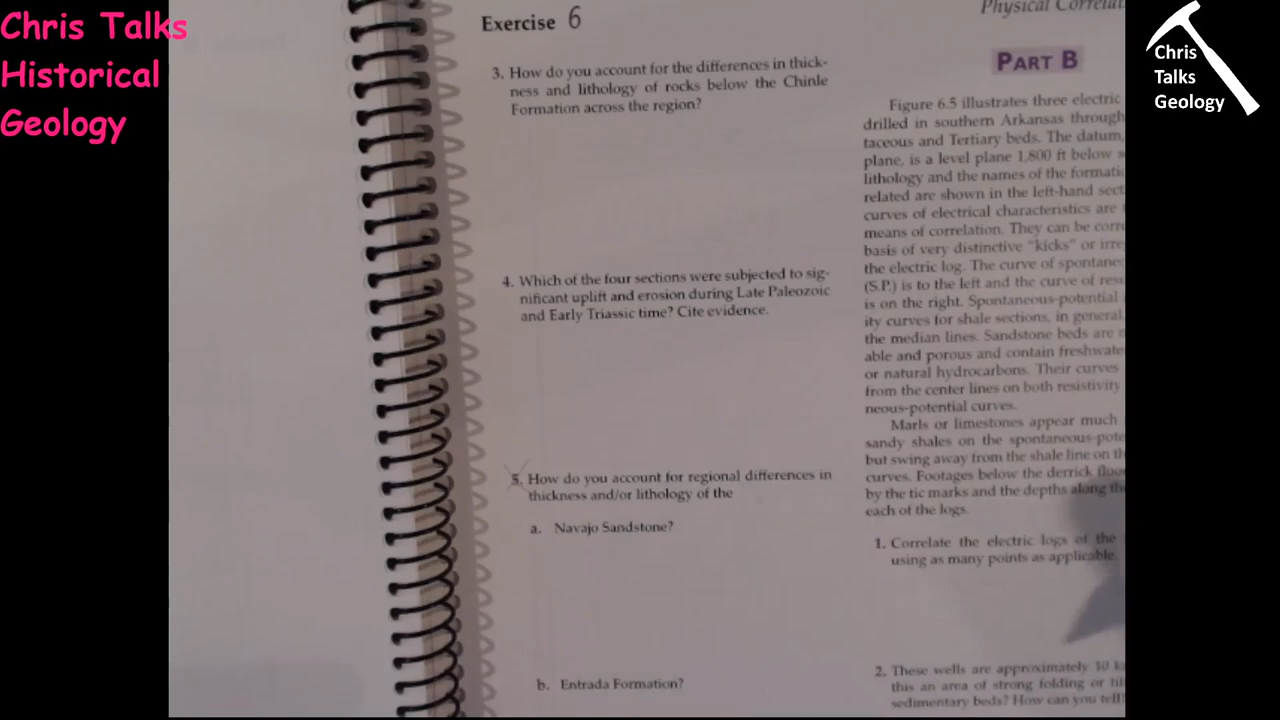 Chris Talks
Historical
Geology
Chris
Talks
Geology
Exercise 6
3. How do you account for the differences in thick-
ness and lithology of rocks below the Chinle
Formation across the region?
4. Which of the four sections were subjected to sig-
nificant uplift and erosion during Late Paleozoic
and Early Triassic time? Cite evidence.
5. How do you account for regional differences in
thickness and/or lithology of the
a. Navajo Sandstone?
b. Entrada Formation?
Physical
PART B
Figure 6.5 illustrates three electric
drilled in southern Arkansas through
taceous and Tertiary beds. The datum,
plane, is a level plane 1,800 ft below
lithology and the names of the
related are shown in the left-hand
curves of electrical characteristics are
means of correlation. They can be
basis of very distinctive “kicks” or
the electric log. The curve of
(S.P.) is to the left and the curve of
is on the right. Spontaneous-potential
ity curves for shale sections, in general,
the median lines. Sandstone beds are
able and porous and contain
or natural hydrocarbons. Their curves
from the center lines on both resistivity
neous-potential curves.
Marls or limestones appear much
sandy shales on the
but swing away from the shale line on
curves. Footages below the derrick
by the tic marks and the depths along
each of the logs.
1. Correlate the electric logs of the
using as many points as applicable.
2. These wells are approximately 10
this an area of strong folding or
sedimentary beds? How can you tell?